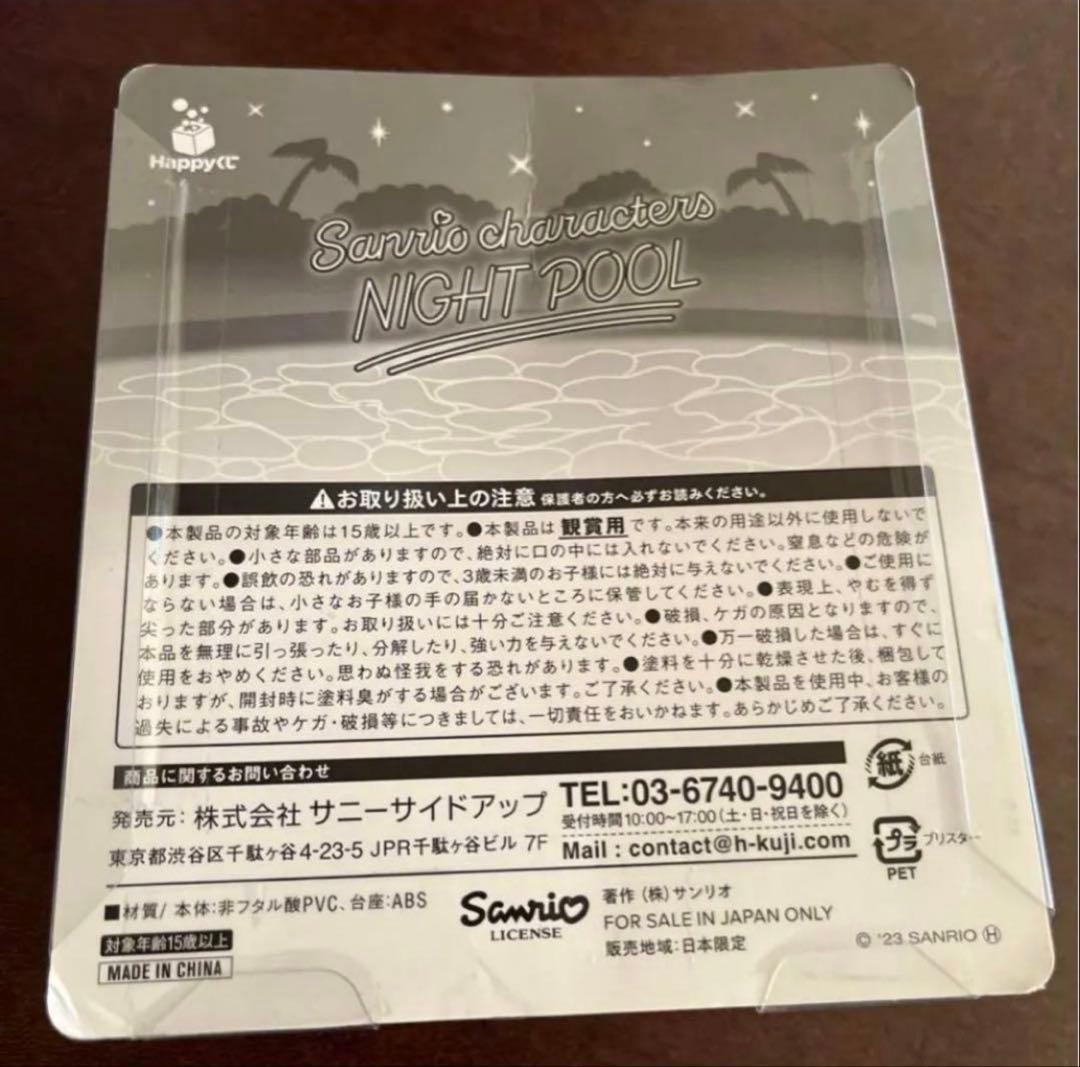 Happyくじ
Sanrio characters
NIGHT POOL
お取り扱い上の注意 保護者の方へ必ずお読みください。
●本製品の対象年齢は15歳以上です。●本製品は観賞用です。本来の用途以外に使用しないで
ください。●小さな部品がありますので、絶対に口の中には入れないでください。窒息などの危険が
あります。●誤飲の恐れがありますので、3歳未満のお子様には絶対に与えないでください。●ご使用に
ならない場合は、小さなお子様の手の届かないところに保管してください。●表現上、やむを得ず
尖った部分があります。お取り扱いには十分ご注意ください。●破損、ケガの原因となりますので、
本品を無理に引っ張ったり、分解したり、強い力を与えないでください。●万一破損した場合は、すぐに
使用をおやめください。思わぬ怪我をする恐れがあります。●塗料を十分に乾燥させた後、梱包して
おりますが、開封時に塗料臭がする場合がございます。ご了承ください。●本製品を使用中、お客様の
過失による事故やケガ・破損等につきましては、一切責任をおいかねます。あらかじめご了承ください。
商品に関するお問い合わせ
発売元：株式会社 サニーサイドアップ
東京都渋谷区千駄ヶ谷4-23-5 JPR千駄ヶ谷ビル 7F
TEL:03-6740-9400
受付時間10:00〜17:00（土・日・祝日を除く）
Mail : contact@h-kuji.com
紙 台紙
プラ ブリスター
PET
■材質/ 本体:非フタル酸PVC、台座:ABS
対象年齢15歳以上
MADE IN CHINA
Sanrio
LICENSE
著作（株）サンリオ
FOR SALE IN JAPAN ONLY
販売地域:日本限定
© '23 SANRIO Ⓗ